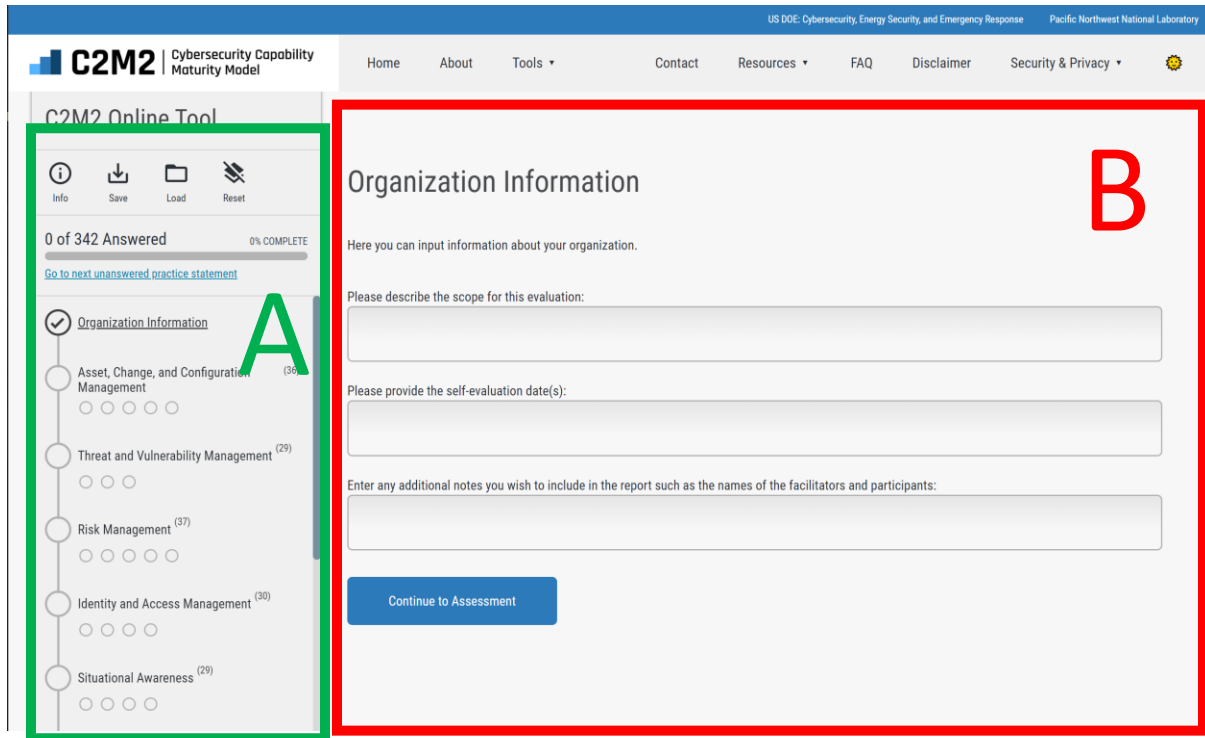 US DOE: Cybersecurity, Energy Security, and Emergency Response Pacific Northwest National Laboratory
C2M2 Cybersecurity Capability
Maturity Model
Home About Tools Contact Resources FAQ Disclaimer Security & Privacy
C2M2 Online Tool
Info Save Load Reset
0 of 342 Answered 0% COMPLETE
Go to next unanswered practice statement
A
Organization Information
Asset, Change, and Configuration (36)
Management
Threat and Vulnerability Management (29)
Risk Management (37)
Identity and Access Management (30)
Situational Awareness (29)
B
Organization Information
Here you can input information about your organization.
Please describe the scope for this evaluation:
Please provide the self-evaluation date(s):
Enter any additional notes you wish to include in the report such as the names of the facilitators and participants:
Continue to Assessment